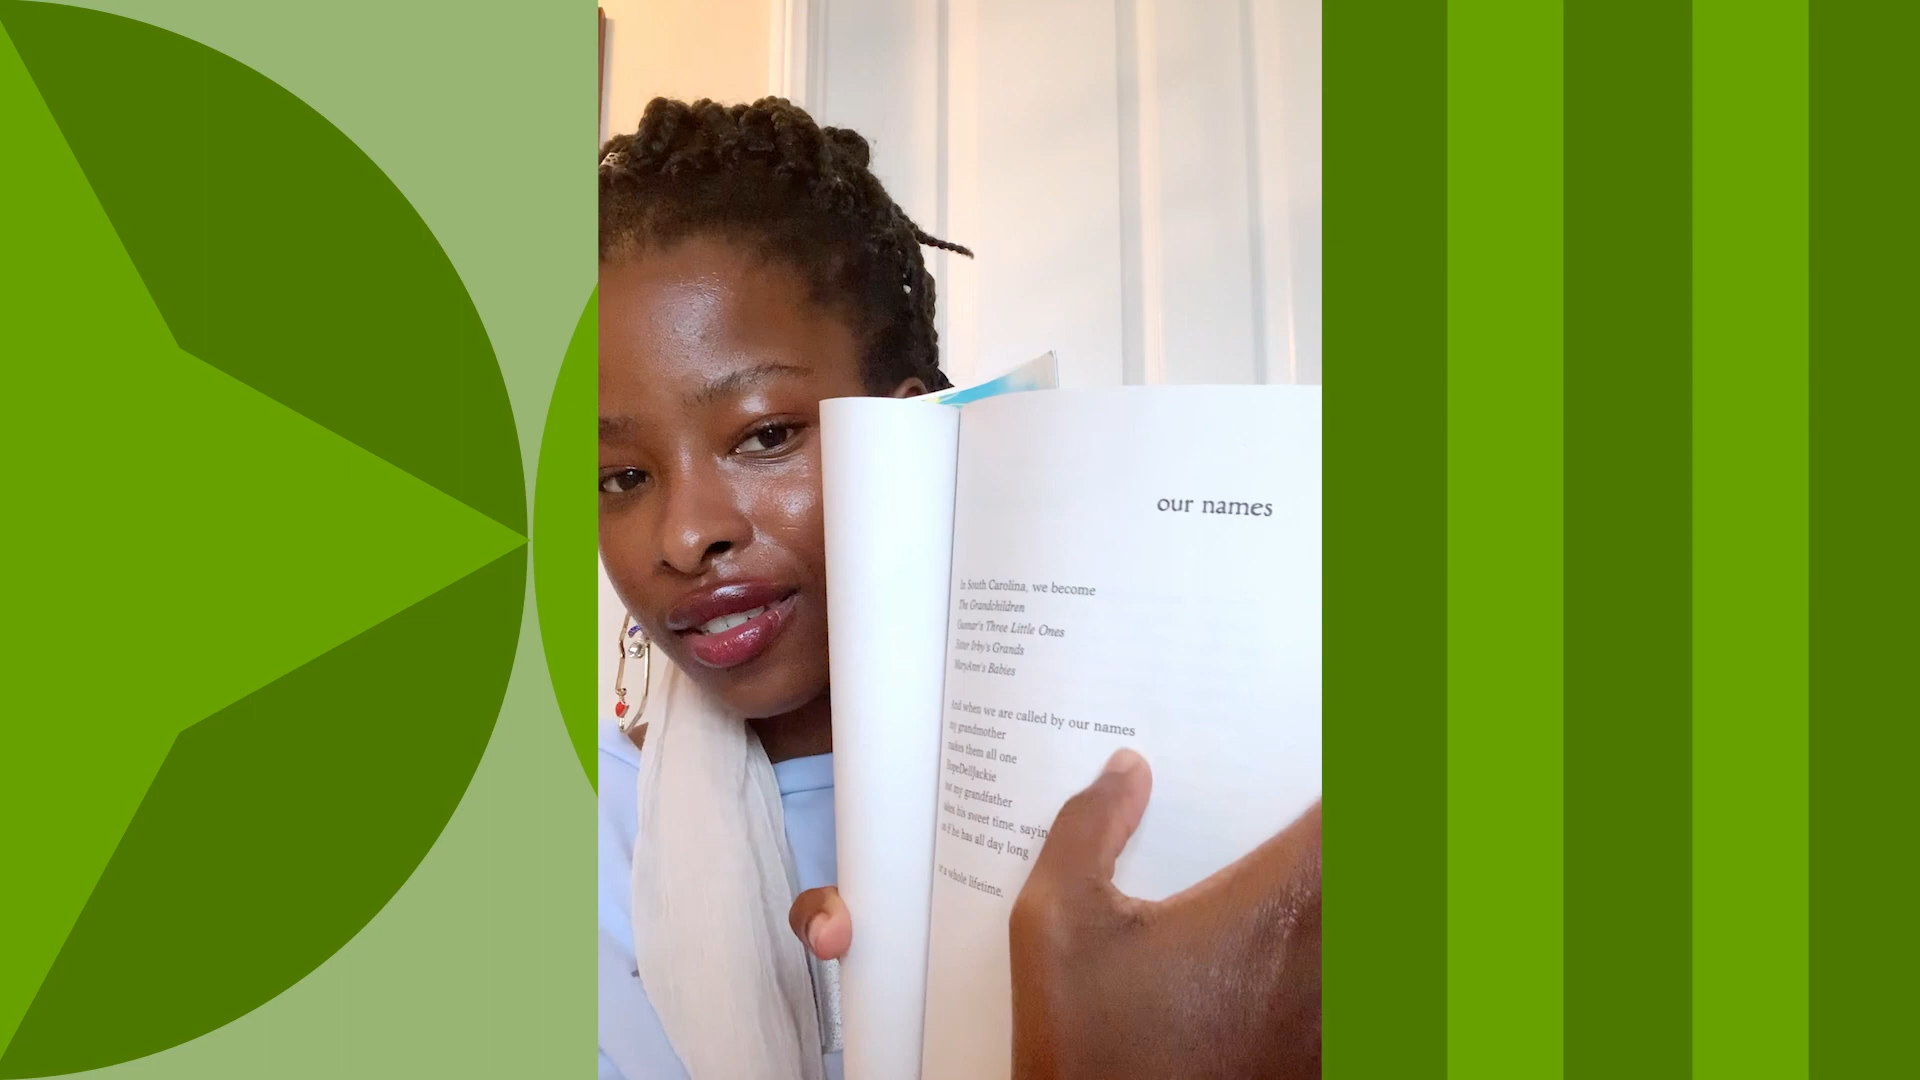 our names
In South Carolina, we become
The Grandchildren
Gunnar's Three Little Ones
Sister Irby's Grands
MaryAnn's Babies
And when we are called by our names
my grandmother
makes them all one
HopeDellJackie
but my grandfather
takes his sweet time, saying
as if he has all day long
or a whole lifetime.